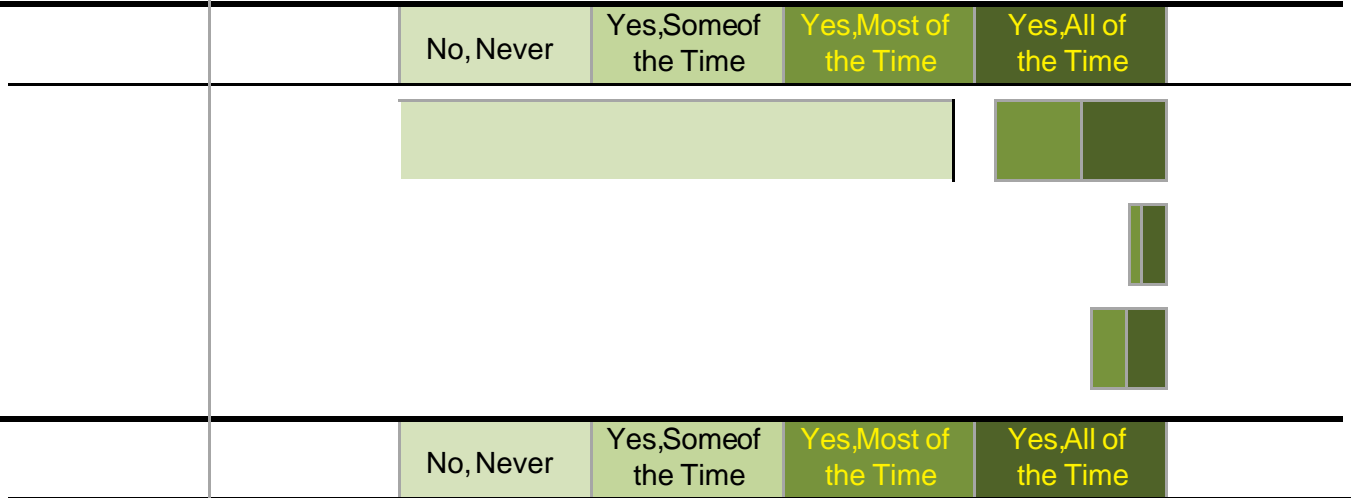 No, Never
Yes,Someof
the Time
Yes,Most of
the Time
Yes,All of
the Time
No, Never
Yes,Someof
the Time
Yes,Most of
the Time
Yes,All of
the Time